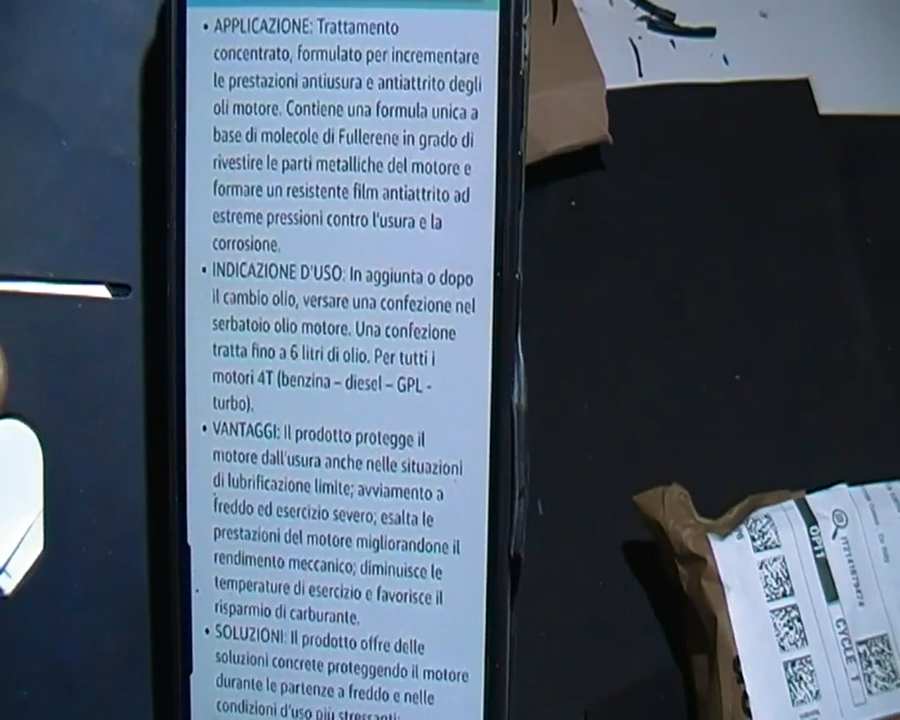 • APPLICAZIONE: Trattamento
concentrato, formulato per incrementare
le prestazioni antiusura e antiattrito degli
oli motore. Contiene una formula unica a
base di molecole di Fullerene in grado di
rivestire le parti metalliche del motore e
formare un resistente film antiattrito ad
estreme pressioni contro l'usura e la
corrosione.
• INDICAZIONE D'USO: In aggiunta o dopo
il cambio olio, versare una confezione nel
serbatoio olio motore. Una confezione
tratta fino a 6 litri di olio. Per tutti i
motori 4T (benzina – diesel – GPL -
turbo).
• VANTAGGI: Il prodotto protegge il
motore dall'usura anche nelle situazioni
di lubrificazione limite; avviamento a
freddo ed esercizio severo; esalta le
prestazioni del motore migliorandone il
rendimento meccanico; diminuisce le
temperature di esercizio e favorisce il
risparmio di carburante.
• SOLUZIONI: Il prodotto offre delle
soluzioni concrete proteggendo il motore
durante le partenze a freddo e nelle
condizioni d'uso più stressanti
CYCLE 1